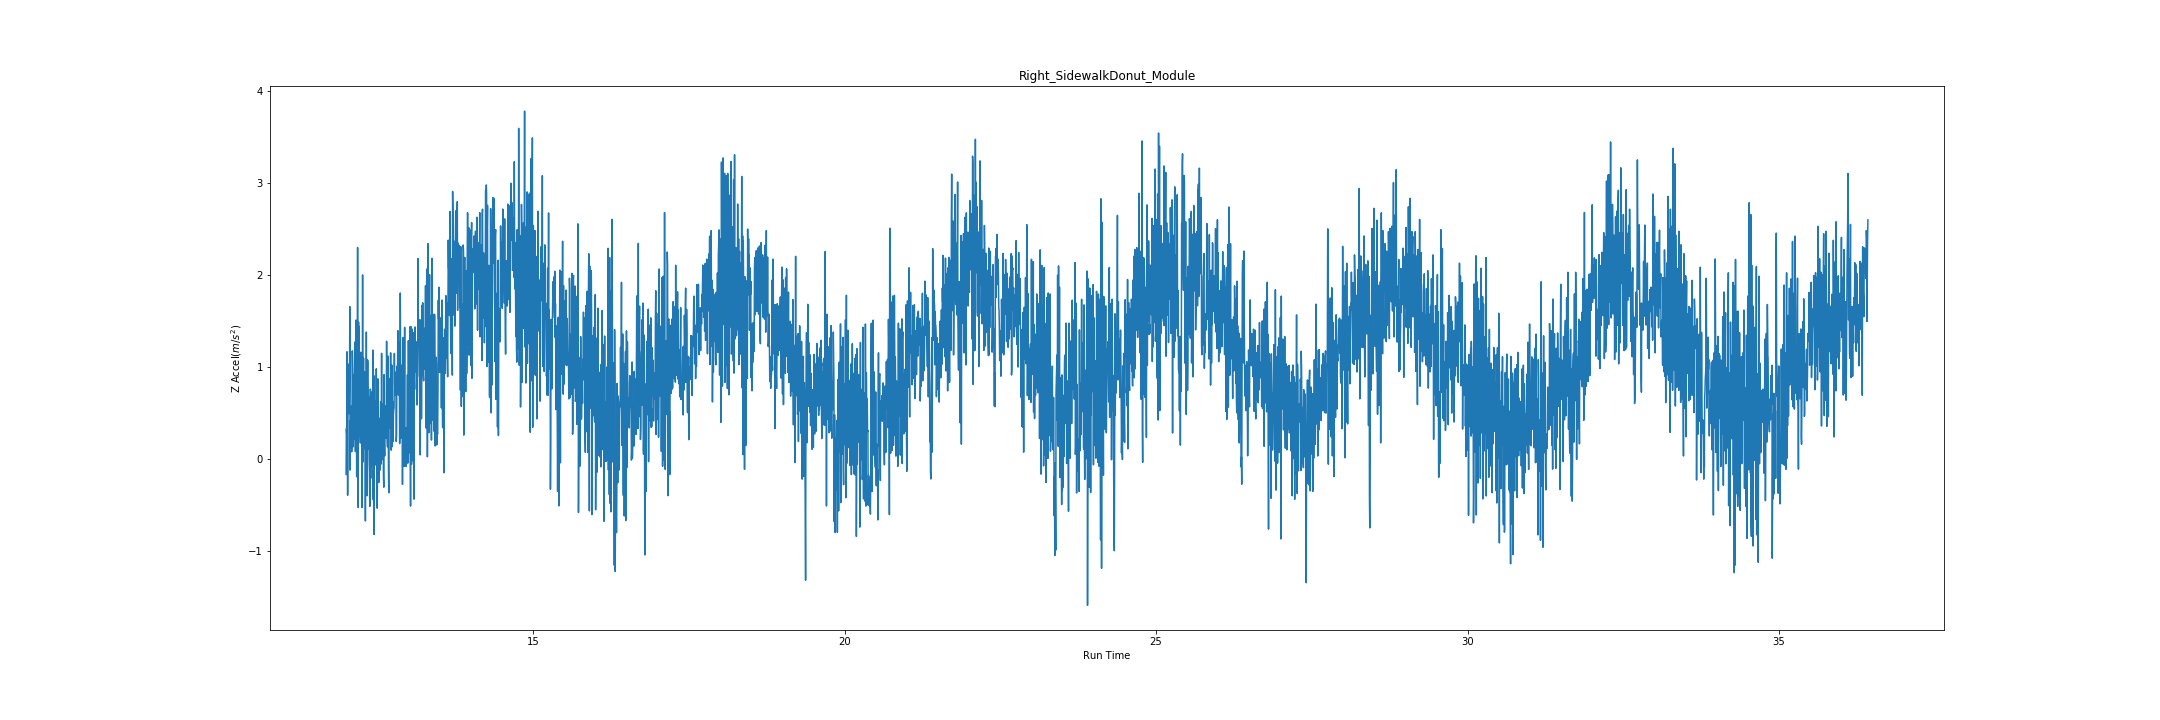 Right_SidewalkDonut_Module
Z Accel(m/s²)
4
3
2
1
0
−1
15 20 25 30 35
Run Time